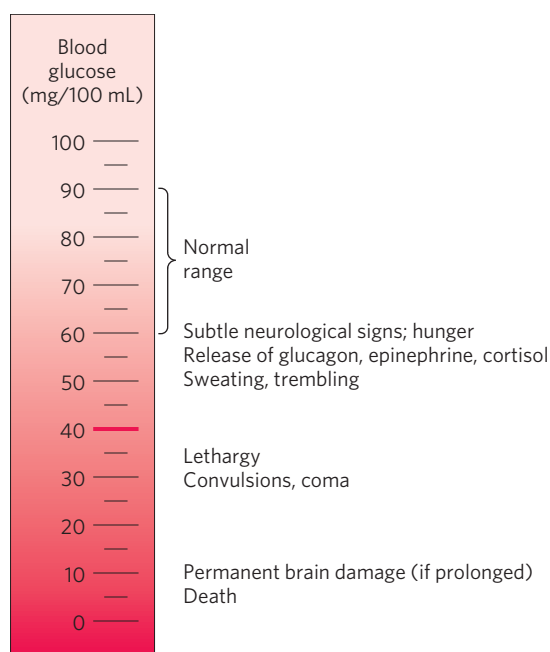 Blood
glucose
(mg/100 mL)
100
90
80
Normal
range
70
60
Subtle neurological signs; hunger
Release of glucagon, epinephrine, cortisol
Sweating, trembling
50
40
Lethargy
Convulsions, coma
30
20
10
Permanent brain damage (if prolonged)
Death
0